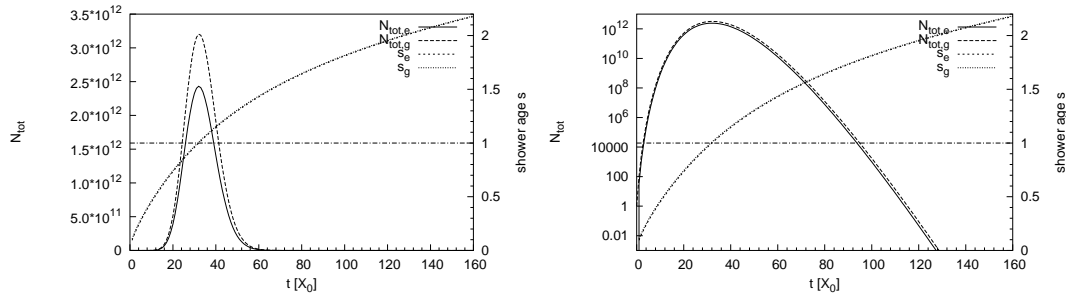 3.5*10^12
3.0*10^12
2.5*10^12
2.0*10^12
1.5*10^12
1.0*10^12
5.0*10^11
0
N_tot
0 20 40 60 80 100 120 140 160
t [X_0]
2
1.5
1
0.5
0
shower age s
N_tot,e
N_tot,g
s_e
s_g
10^12
10^10
10^8
10^6
10000
100
1
0.01
N_tot
0 20 40 60 80 100 120 140 160
t [X_0]
2
1.5
1
0.5
0
shower age s
N_tot,e
N_tot,g
s_e
s_g